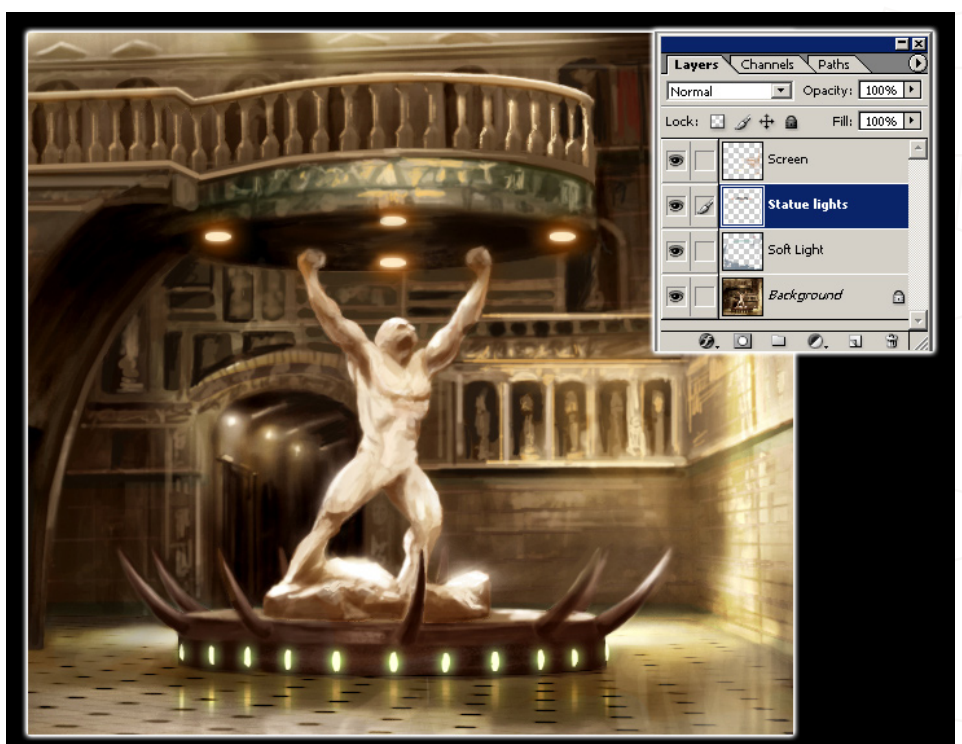 Layers Channels Paths
Normal Opacity: 100%
Lock: Fill: 100%
Screen
Statue lights
Soft Light
Background